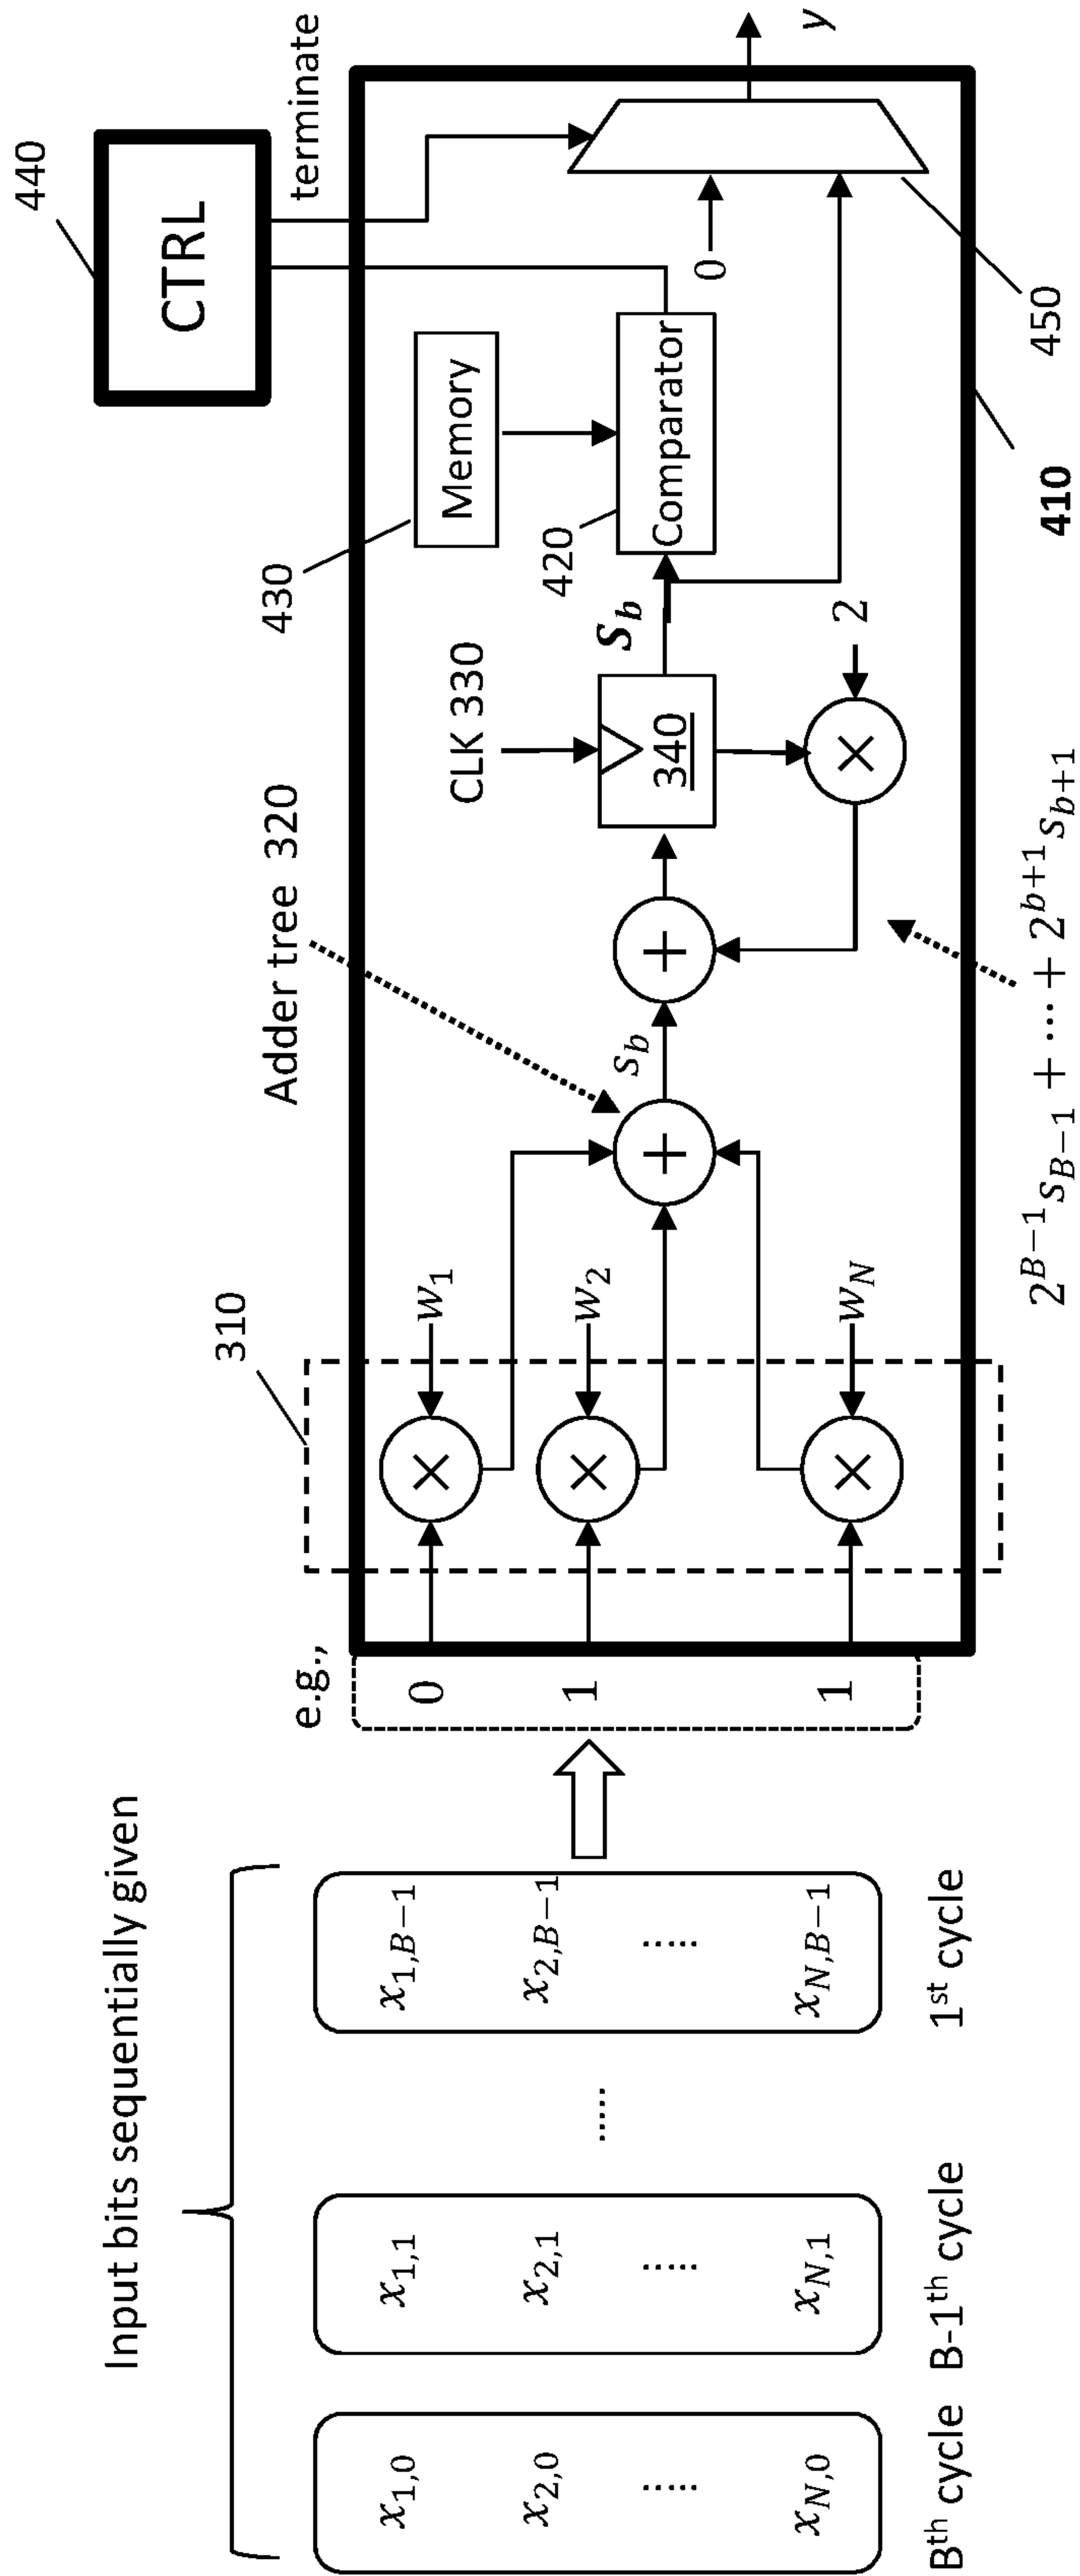 Input bits sequentially given
x_{1,0}
x_{2,0}
.....
x_{N,0}
B^{th} cycle
x_{1,1}
x_{2,1}
.....
x_{N,1}
B-1^{th} cycle
.....
x_{1,B−1}
x_{2,B−1}
.....
x_{N,B−1}
1^{st} cycle
e.g.,
0
1
1
310
×
w_1
×
w_2
×
w_N
Adder tree 320
+
s_b
+
CLK 330
340
S_b
×
2
2^{B−1}s_{B−1} + ⋯ + 2^{b+1}s_{b+1}
430
Memory
420
Comparator
440
CTRL
terminate
0
450
410
y